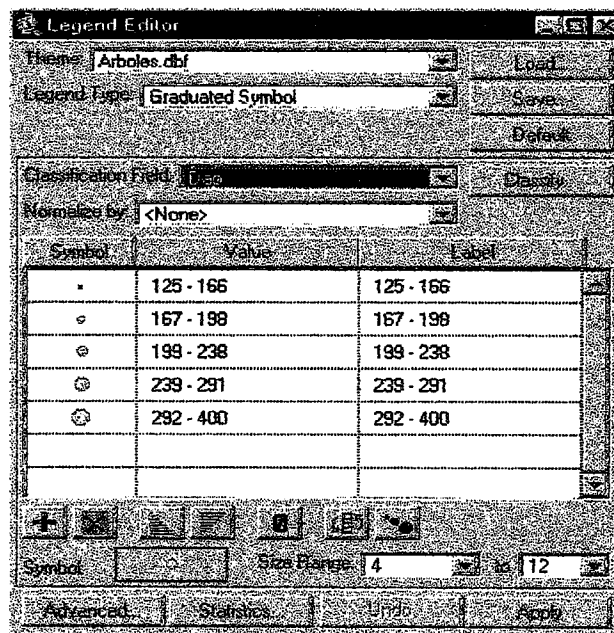 Legend Editor
Theme: Arboles.dbf
Load...
Legend Type: Graduated Symbol
Save...
Default
Classification Field:
Classify...
Normalize by: <None>
Symbol Value Label
125 - 166 125 - 166
167 - 198 167 - 198
199 - 238 199 - 238
239 - 291 239 - 291
292 - 400 292 - 400
Symbol Size Range: 4 to 12
Advanced... Statistics... Undo Apply